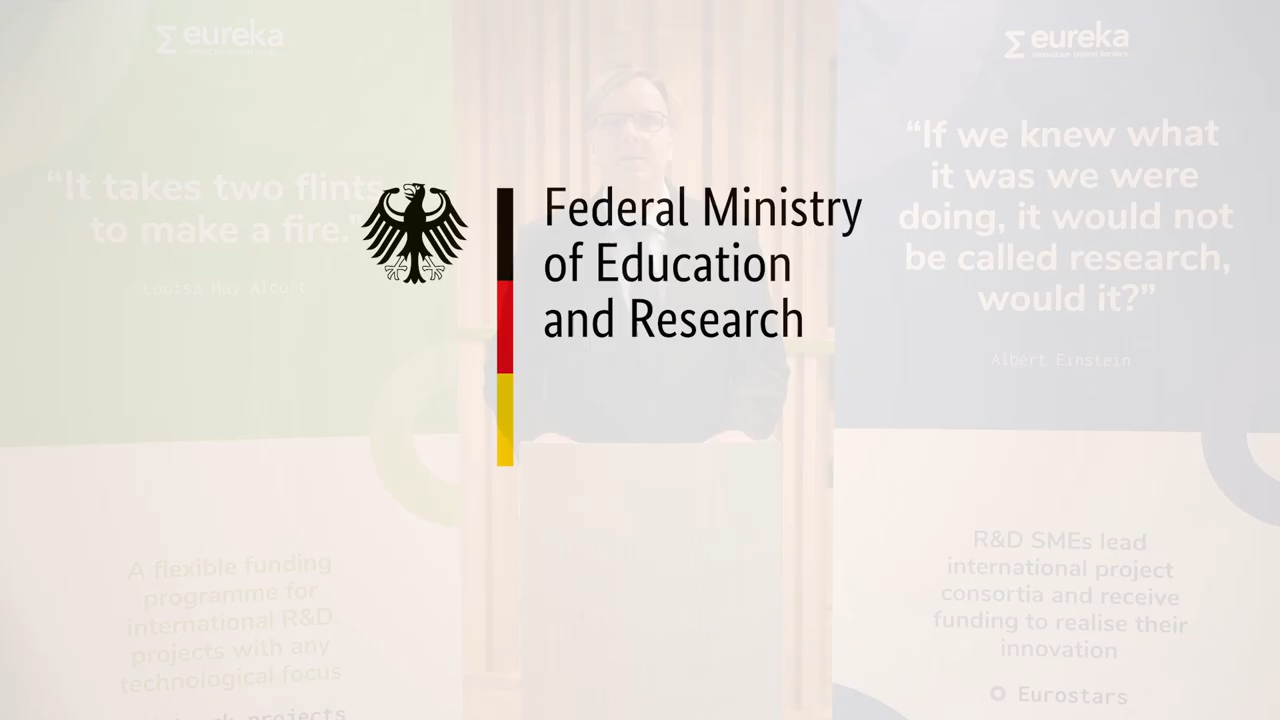 eureka
"It takes two flints
to make a fire."
Louisa May Alcott
A flexible funding
programme for
international R&D
projects with any
technological focus
projects
Federal Ministry
of Education
and Research
eureka
"If we knew what
it was we were
doing, it would not
be called research,
would it?"
Albert Einstein
R&D SMEs lead
international project
consortia and receive
funding to realise their
innovation
Eurostars